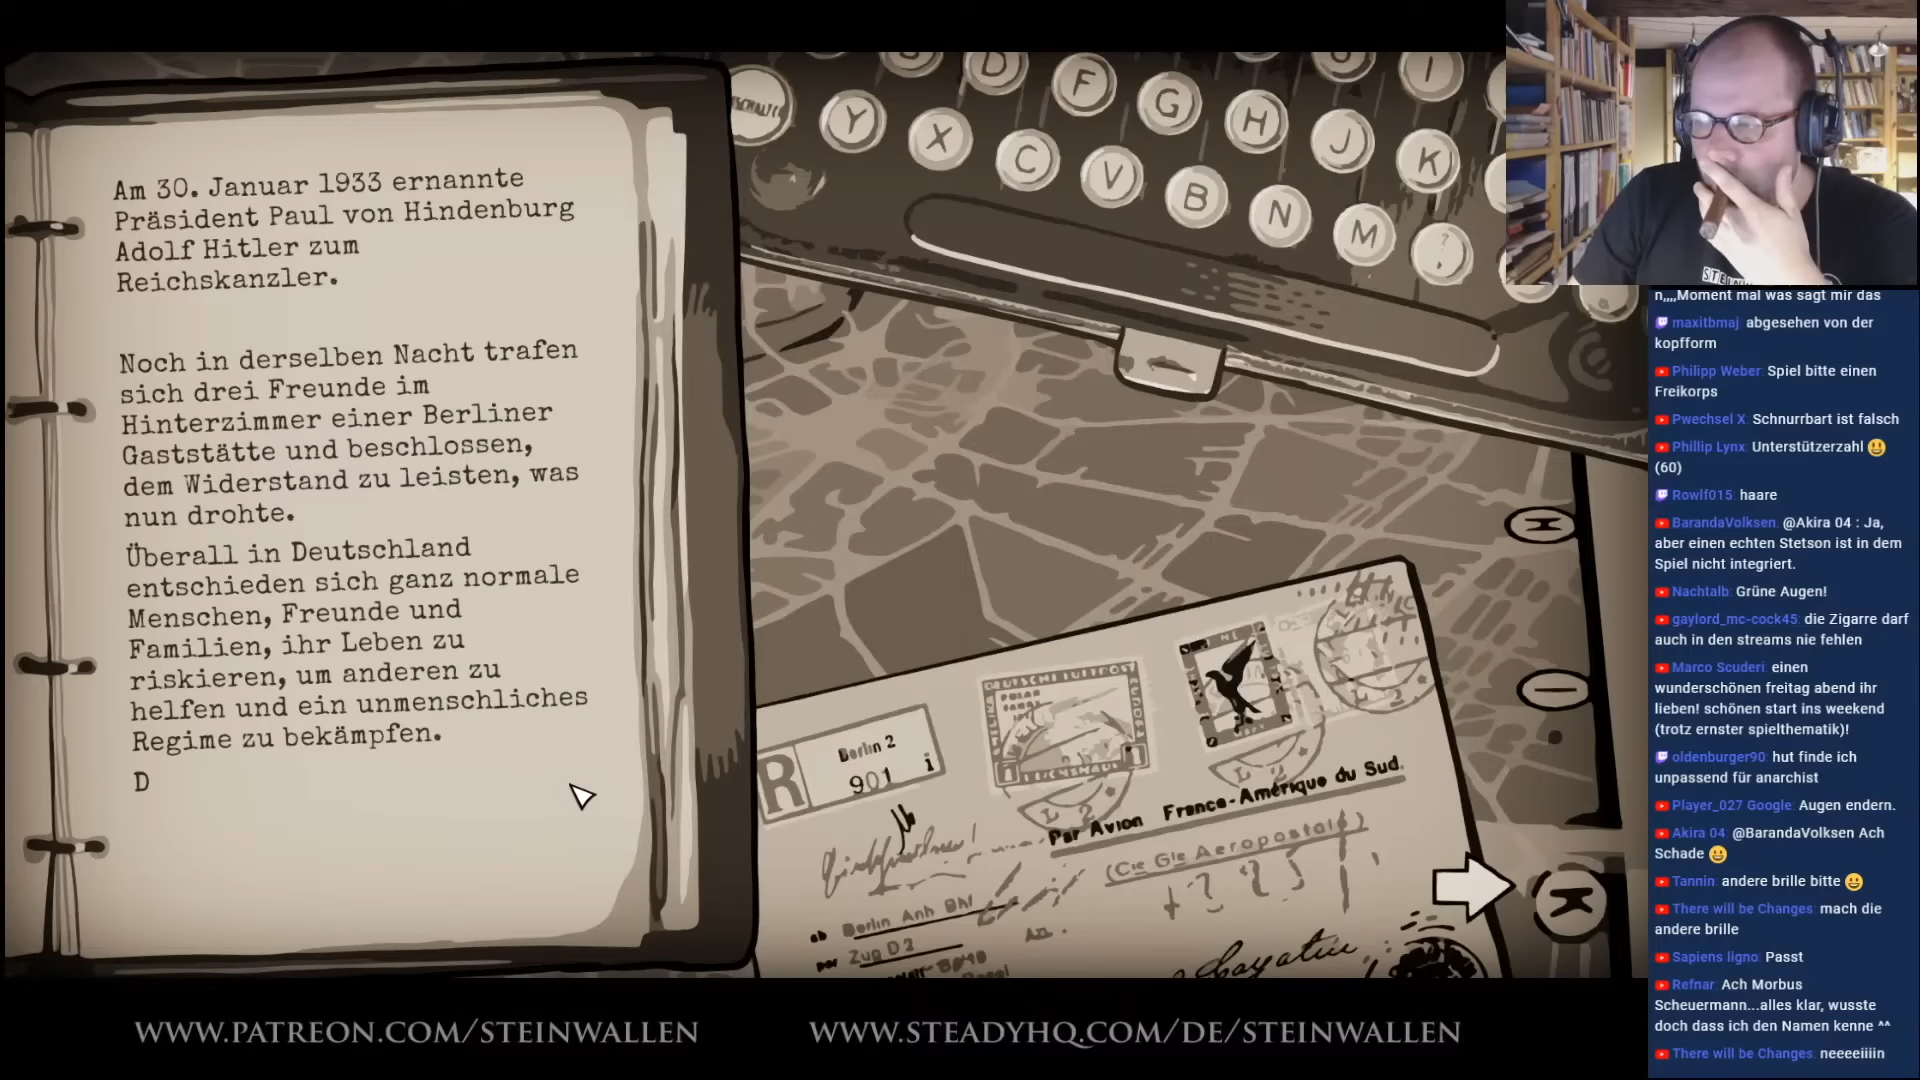 Am 30. Januar 1933 ernannte
Präsident Paul von Hindenburg
Adolf Hitler zum
Reichskanzler.
Noch in derselben Nacht trafen
sich drei Freunde im
Hinterzimmer einer Berliner
Gaststätte und beschlossen,
dem Widerstand zu leisten, was
nun drohte.
Überall in Deutschland
entschieden sich ganz normale
Menschen, Freunde und
Familien, ihr Leben zu
riskieren, um anderen zu
helfen und ein unmenschliches
Regime zu bekämpfen.
D
D F G H J K I
Y X C V B N M
R
Berlin 2
901 i
Par Avion France-Amérique du Sud.
(Cie Gle Aeropostale)
ab Berlin Anh Bhf
per Zug D 2
H
I
K
n,,,,Moment mal was sagt mir das
maxitbmaj abgesehen von der
kopfform
Philipp Weber: Spiel bitte einen
Freikorps
Pwechsel X: Schnurrbart ist falsch
Phillip Lynx: Unterstützerzahl 😃
(60)
Rowlf015: haare
BarandaVolksen: @Akira 04 : Ja,
aber einen echten Stetson ist in dem
Spiel nicht integriert.
Nachtalb: Grüne Augen!
gaylord_mc-cock45: die Zigarre darf
auch in den streams nie fehlen
Marco Scuderi: einen
wunderschönen freitag abend ihr
lieben! schönen start ins weekend
(trotz ernster spielthematik)!
oldenburger90: hut finde ich
unpassend für anarchist
Player_027 Google: Augen endern.
Akira 04: @BarandaVolksen Ach
Schade 😀
Tannin: andere brille bitte 😀
There will be Changes: mach die
andere brille
Sapiens ligno: Passt
Refnar: Ach Morbus
Scheuermann...alles klar, wusste
doch dass ich den Namen kenne ^^
There will be Changes: neeeeiiiin
WWW.PATREON.COM/STEINWALLEN
WWW.STEADYHQ.COM/DE/STEINWALLEN